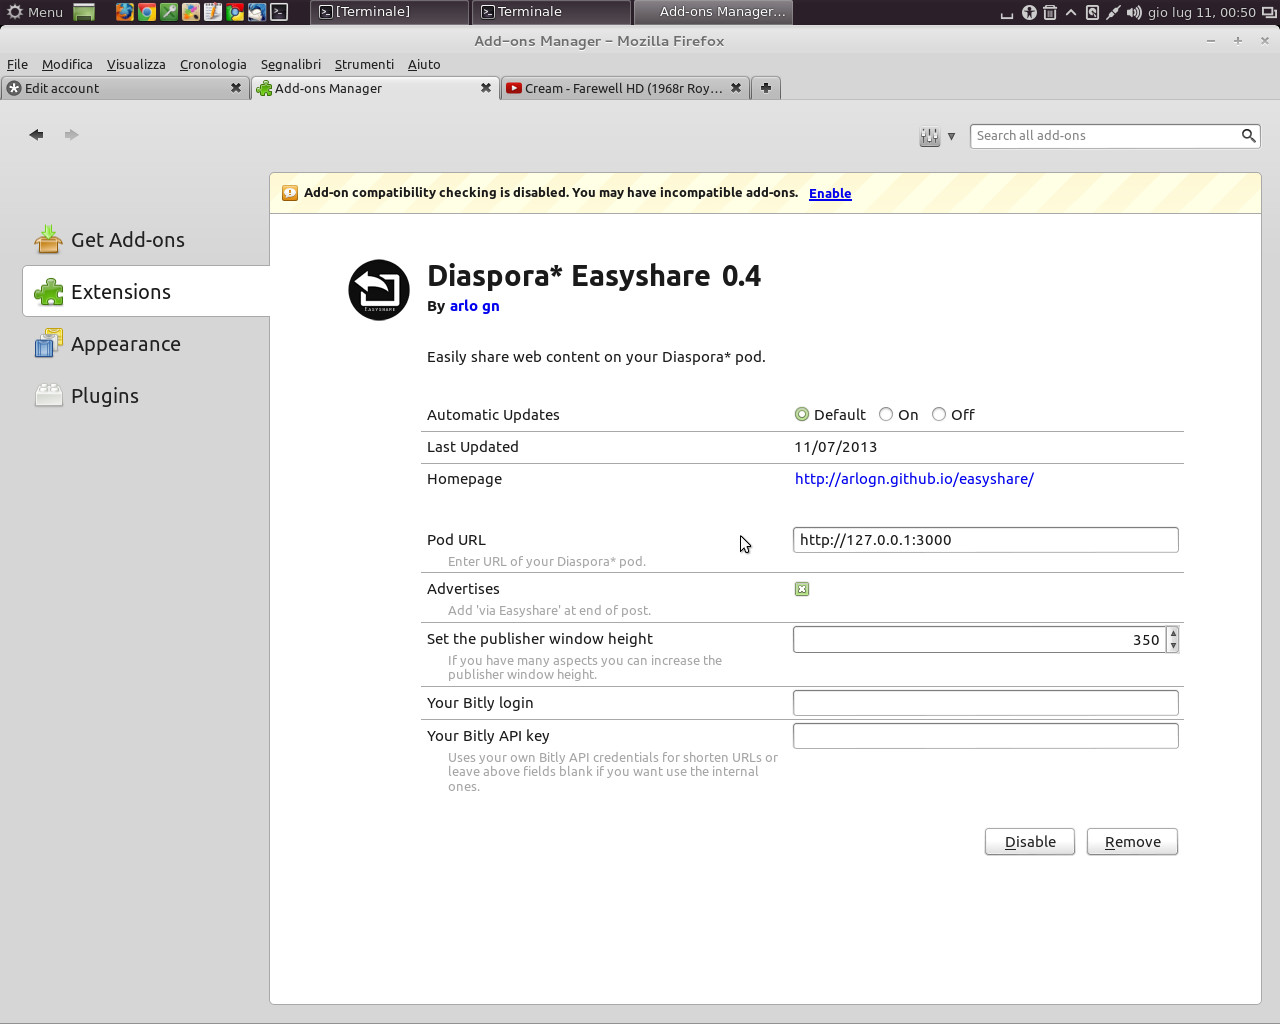 Menu
[Terminale]
Terminale
Add-ons Manager...
gio lug 11, 00:50
Add-ons Manager - Mozilla Firefox
File Modifica Visualizza Cronologia Segnalibri Strumenti Aiuto
Edit account
Add-ons Manager
Cream - Farewell HD (1968r Roy...
Search all add-ons
Add-on compatibility checking is disabled. You may have incompatible add-ons. Enable
Get Add-ons
Extensions
Appearance
Plugins
EASYSHARE
Diaspora* Easyshare 0.4
By arlo gn
Easily share web content on your Diaspora* pod.
Automatic Updates Default On Off
Last Updated 11/07/2013
Homepage http://arlogn.github.io/easyshare/
Pod URL http://127.0.0.1:3000
Enter URL of your Diaspora* pod.
Advertises
Add 'via Easyshare' at end of post.
Set the publisher window height 350
If you have many aspects you can increase the
publisher window height.
Your Bitly login
Your Bitly API key
Uses your own Bitly API credentials for shorten URLs or
leave above fields blank if you want use the internal
ones.
Disable Remove